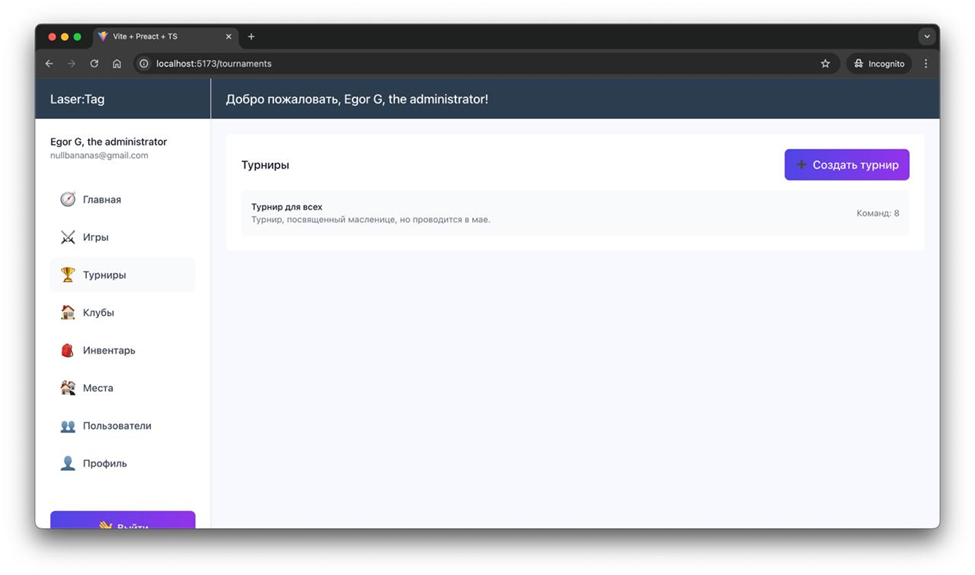 Vite + Preact + TS
localhost:5173/tournaments
Incognito
Laser:Tag
Добро пожаловать, Egor G, the administrator!
Egor G, the administrator
nullbananas@gmail.com
Главная
Игры
Турниры
Клубы
Инвентарь
Места
Пользователи
Профиль
Выйти
Турниры
Создать турнир
Турнир для всех
Турнир, посвященный масленице, но проводится в мае.
Команд: 8